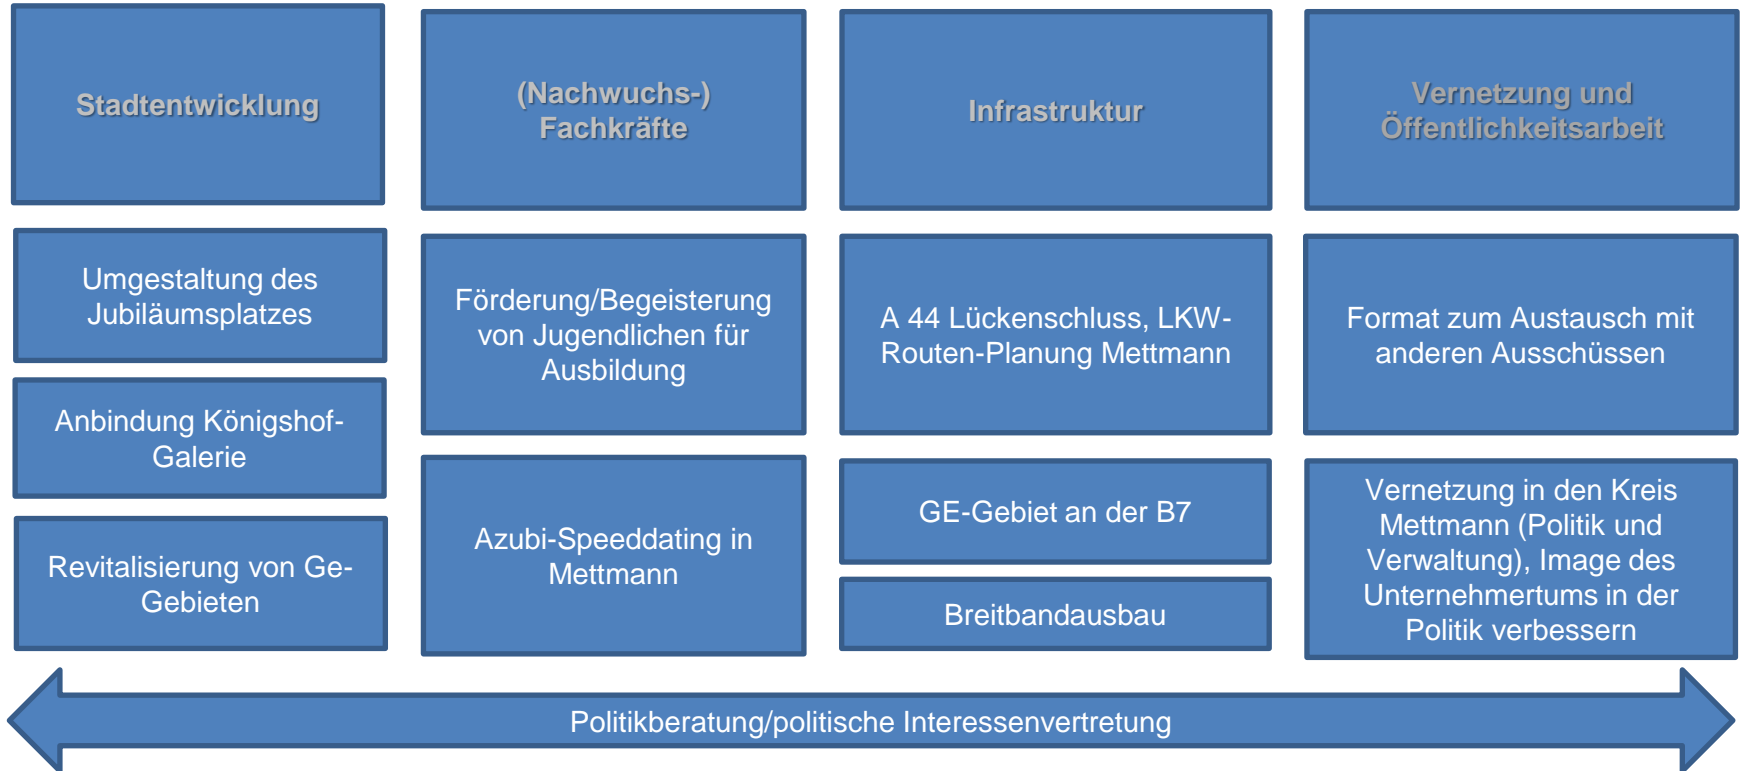 Stadtentwicklung
(Nachwuchs-)
Fachkräfte
Infrastruktur
Vernetzung und
Öffentlichkeitsarbeit
Umgestaltung des
Jubiläumsplatzes
Anbindung Königshof-
Galerie
Revitalisierung von Ge-
Gebieten
Förderung/Begeisterung
von Jugendlichen für
Ausbildung
Azubi-Speeddating in
Mettmann
A 44 Lückenschluss, LKW-
Routen-Planung Mettmann
GE-Gebiet an der B7
Breitbandausbau
Format zum Austausch mit
anderen Ausschüssen
Vernetzung in den Kreis
Mettmann (Politik und
Verwaltung), Image des
Unternehmertums in der
Politik verbessern
Politikberatung/politische Interessenvertretung